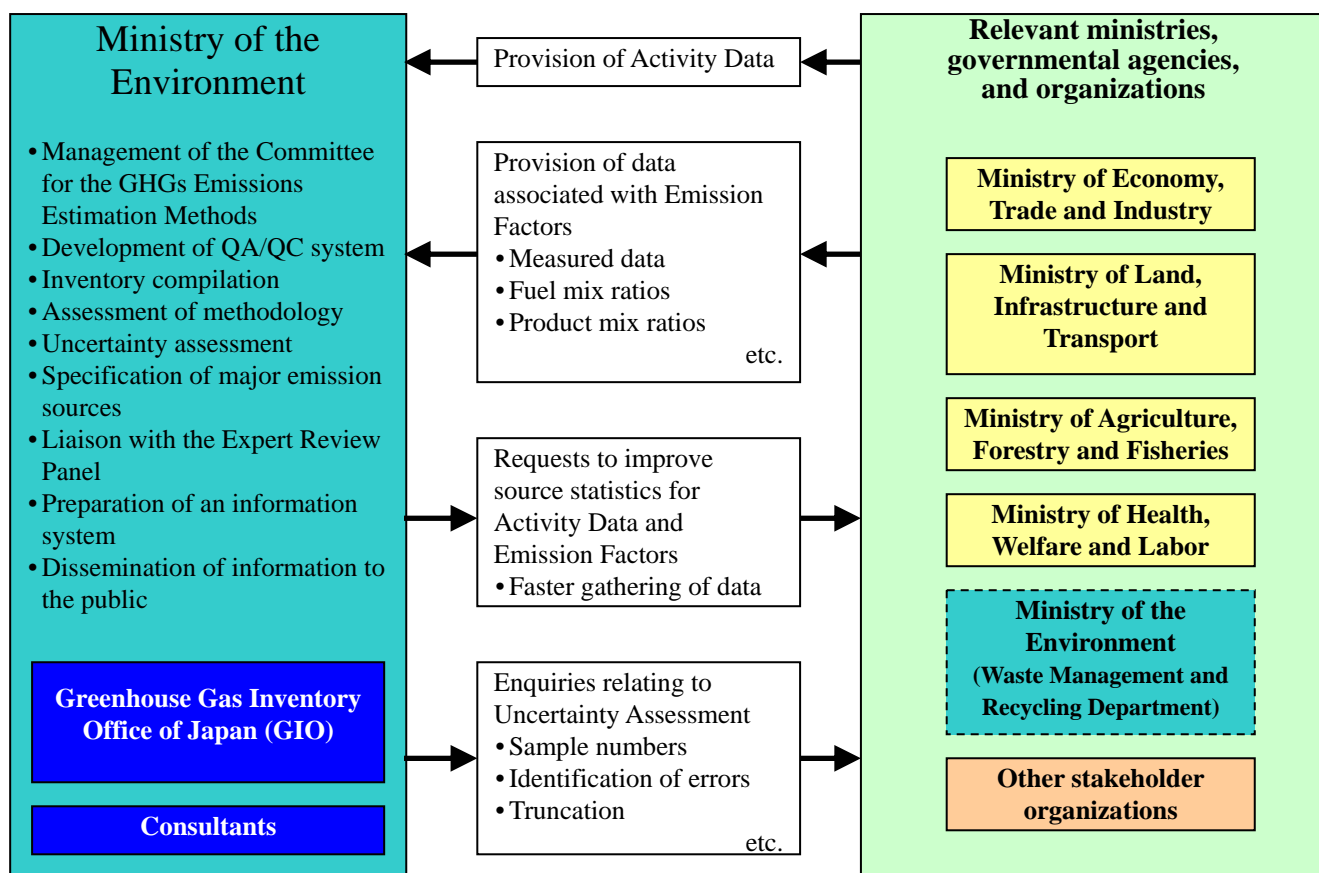 Ministry of the
Environment
• Management of the Committee
for the GHGs Emissions
Estimation Methods
• Development of QA/QC system
• Inventory compilation
• Assessment of methodology
• Uncertainty assessment
• Specification of major emission
sources
• Liaison with the Expert Review
Panel
• Preparation of an information
system
• Dissemination of information to
the public
Greenhouse Gas Inventory
Office of Japan (GIO)
Consultants
Provision of Activity Data
Provision of data
associated with Emission
Factors
• Measured data
• Fuel mix ratios
• Product mix ratios
etc.
Requests to improve
source statistics for
Activity Data and
Emission Factors
• Faster gathering of data
Enquiries relating to
Uncertainty Assessment
• Sample numbers
• Identification of errors
• Truncation
etc.
Relevant ministries,
governmental agencies,
and organizations
Ministry of Economy,
Trade and Industry
Ministry of Land,
Infrastructure and
Transport
Ministry of Agriculture,
Forestry and Fisheries
Ministry of Health,
Welfare and Labor
Ministry of the
Environment
(Waste Management and
Recycling Department)
Other stakeholder
organizations